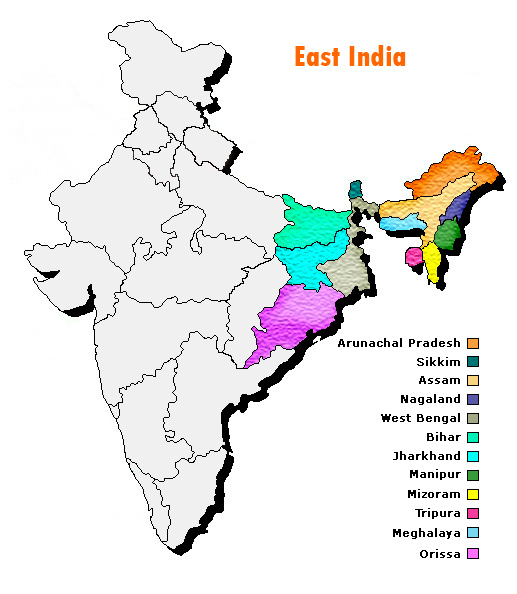 East India
Arunachal Pradesh
Sikkim
Assam
Nagaland
West Bengal
Bihar
Jharkhand
Manipur
Mizoram
Tripura
Meghalaya
Orissa